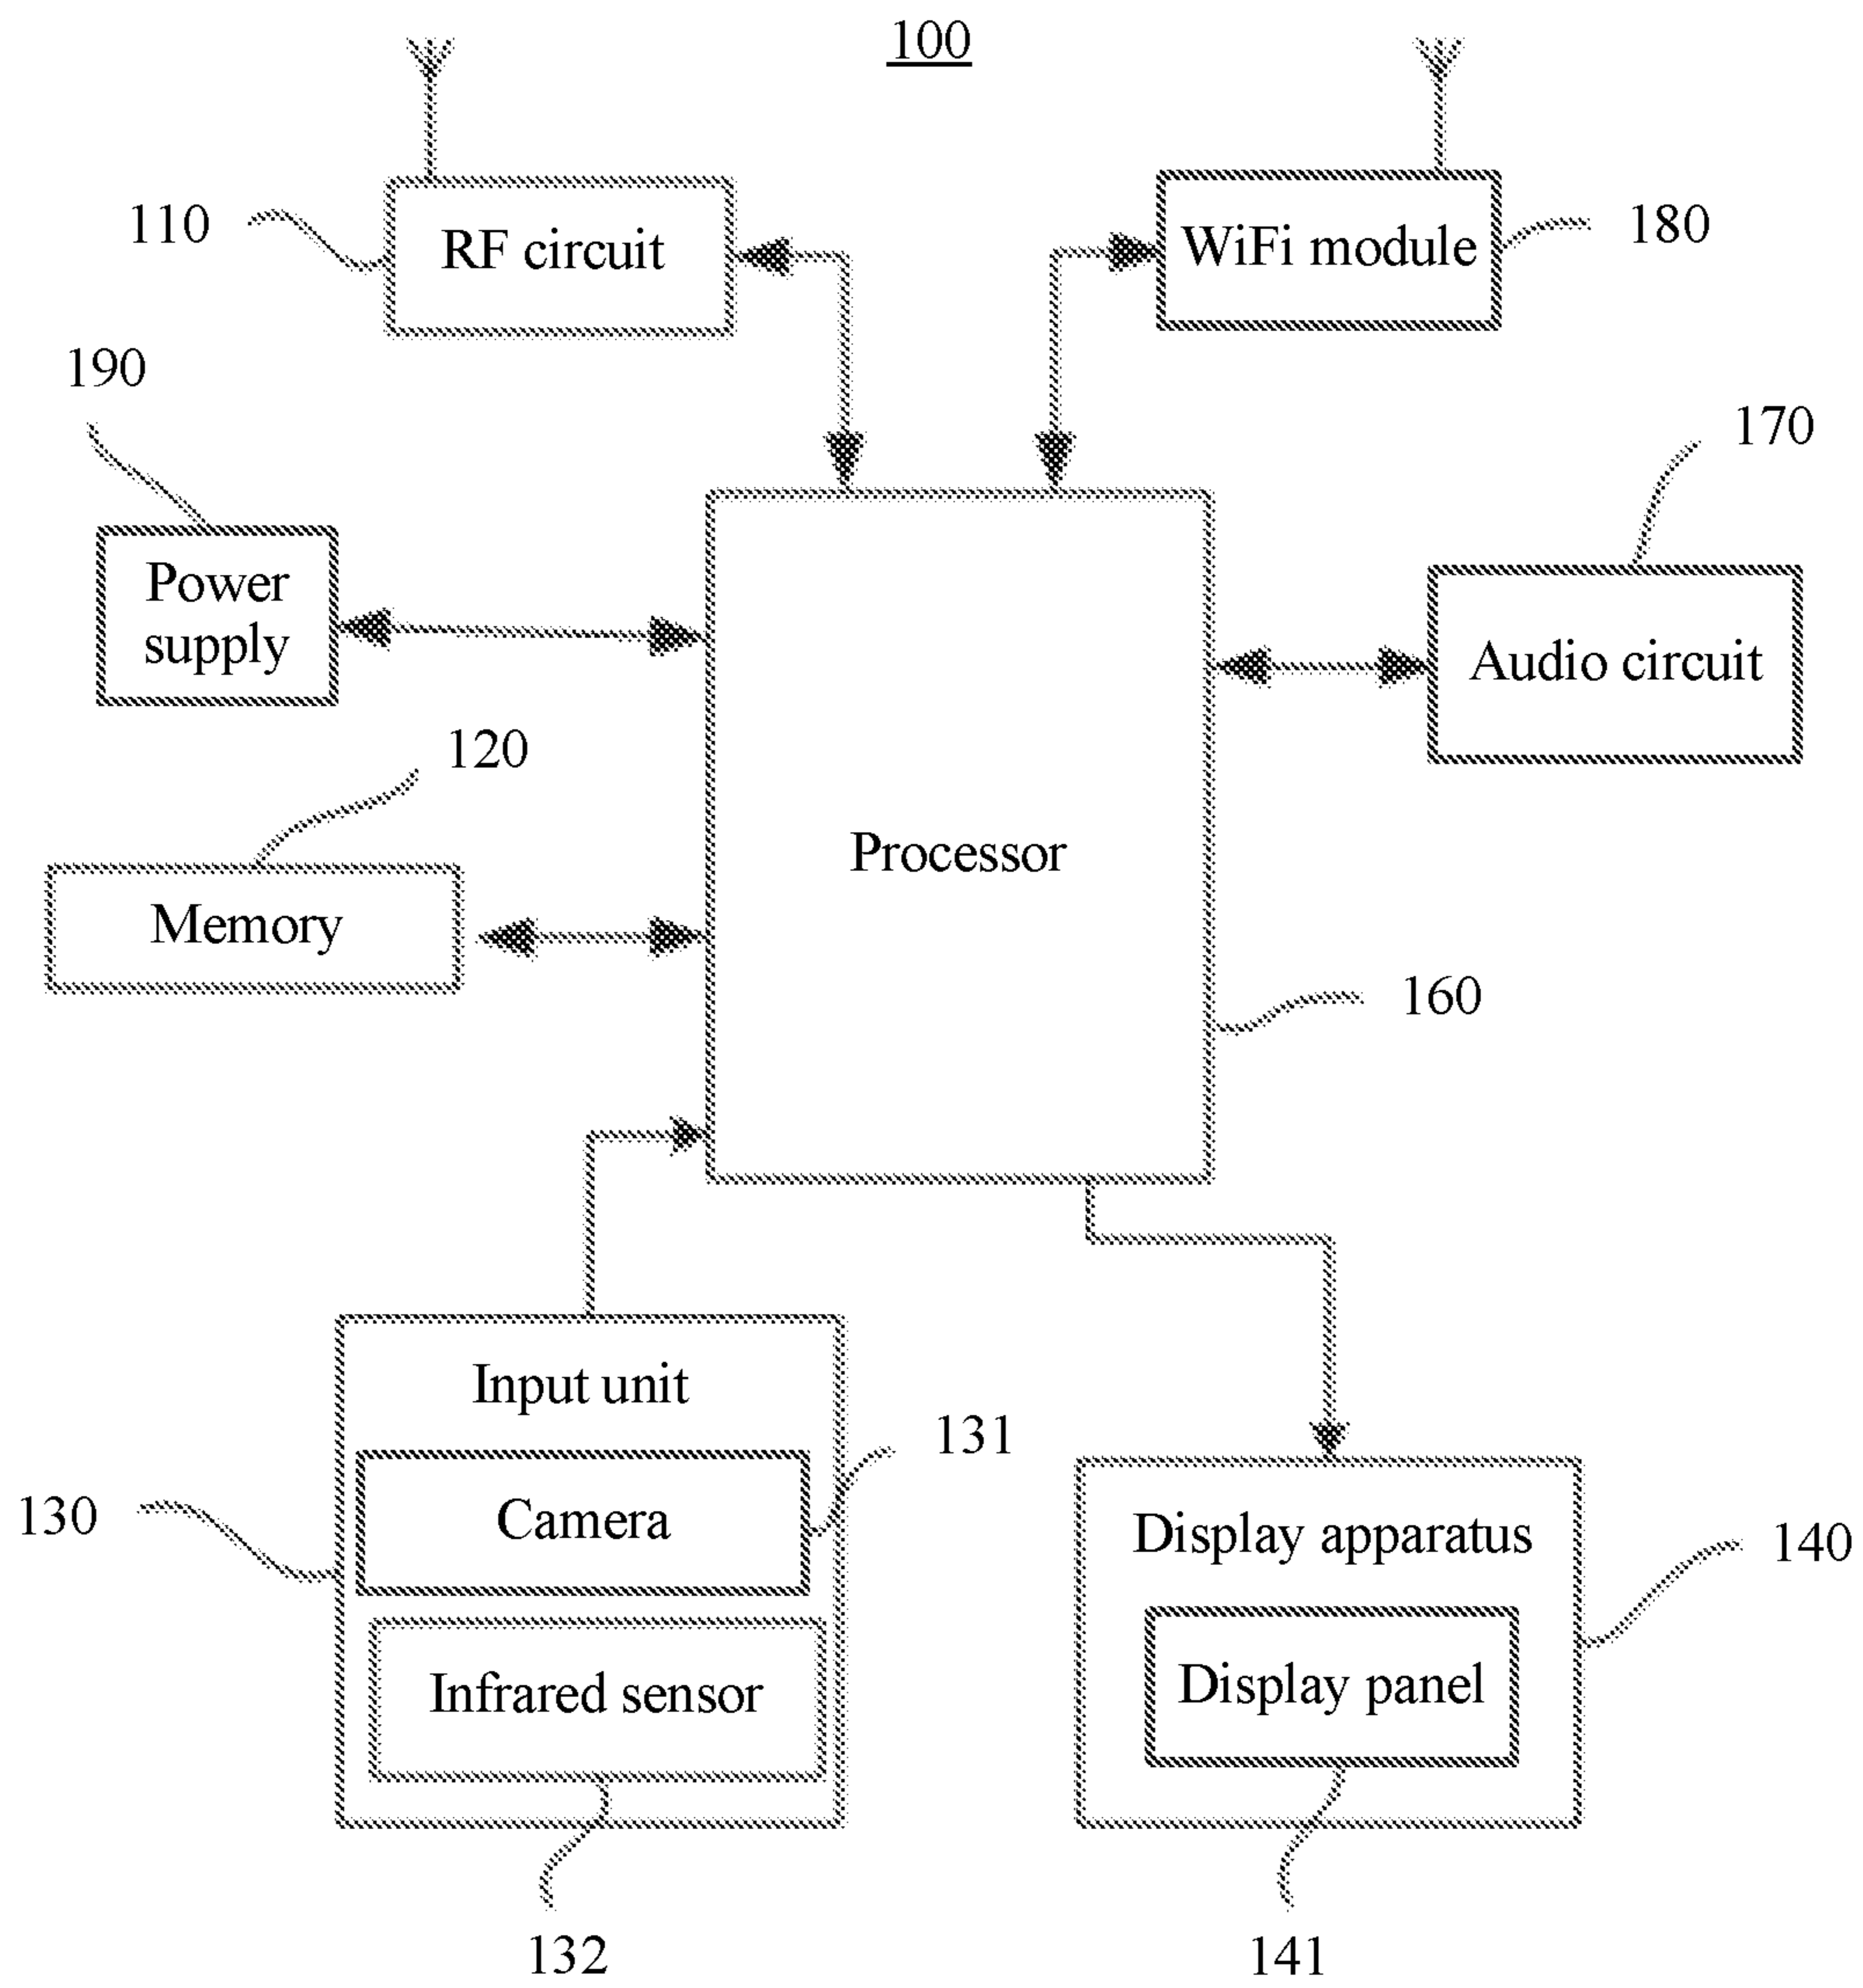 100
110
RF circuit
WiFi module
180
190
170
Power
supply
Audio circuit
120
Processor
Memory
160
Input unit
131
130
Camera
Display apparatus
140
Infrared sensor
Display panel
132
141